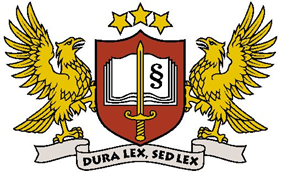 §
DURA LEX, SED LEX